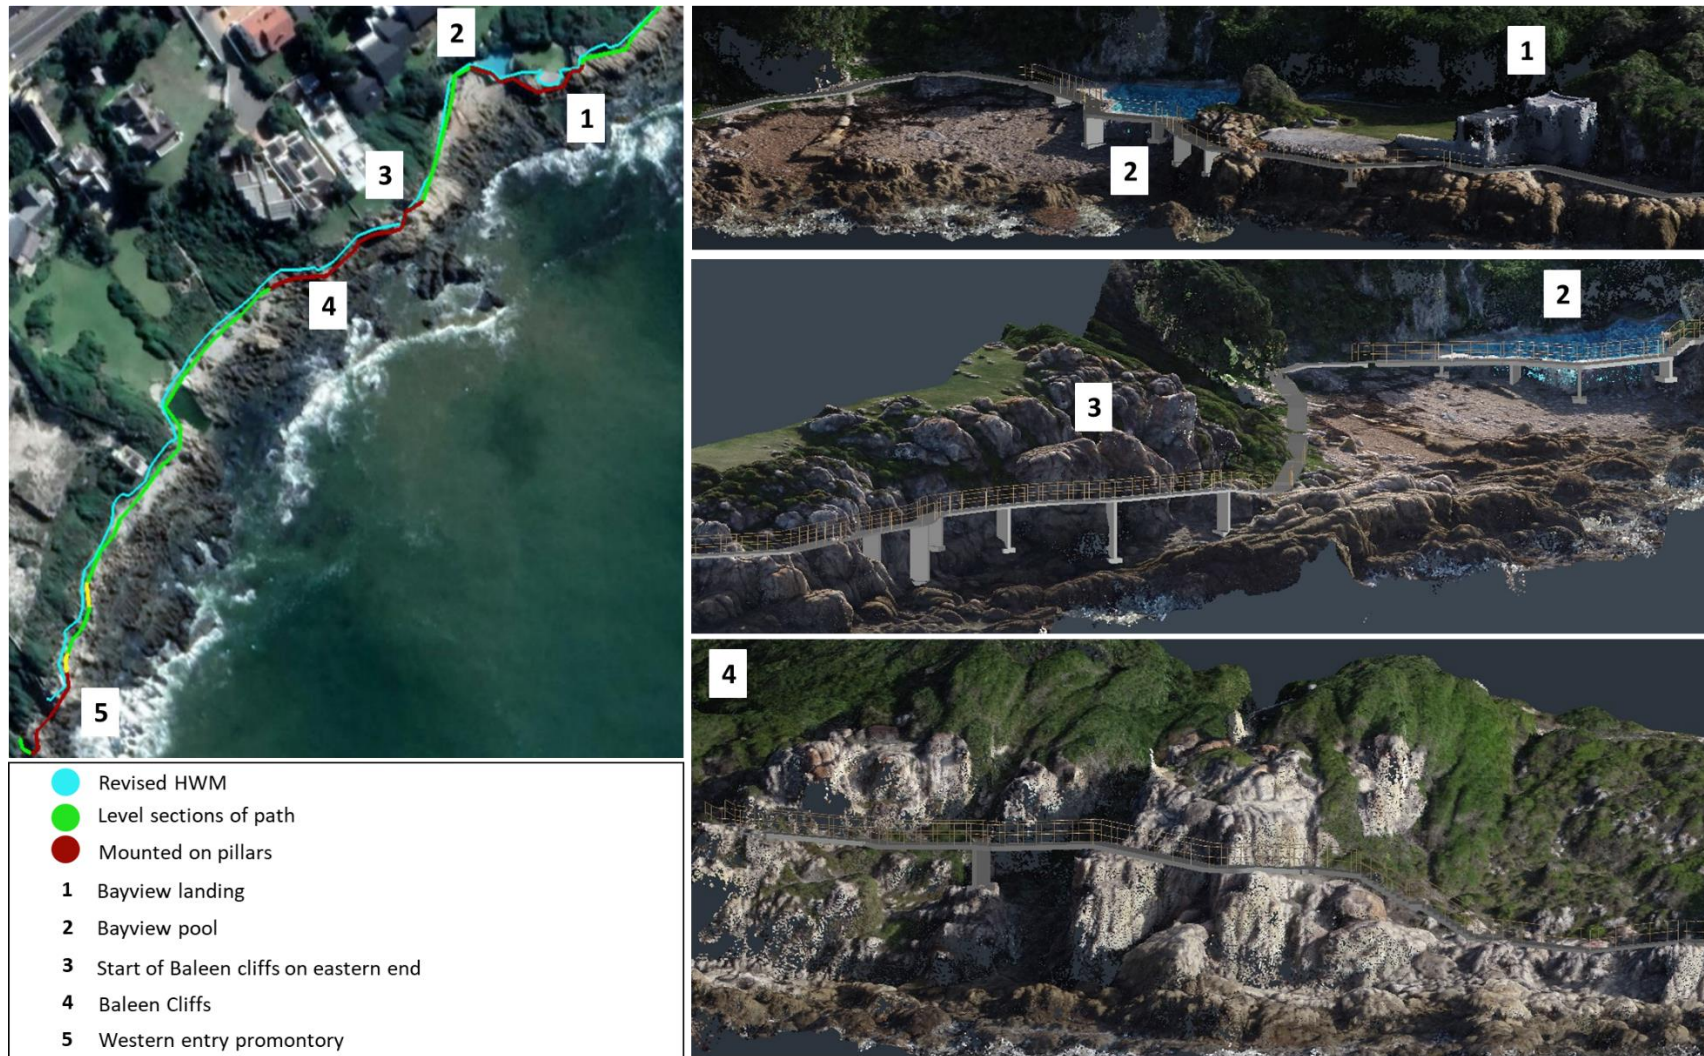 2
1
3
4
5
Revised HWM
Level sections of path
Mounted on pillars
1 Bayview landing
2 Bayview pool
3 Start of Baleen cliffs on eastern end
4 Baleen Cliffs
5 Western entry promontory
1
2
2
3
4